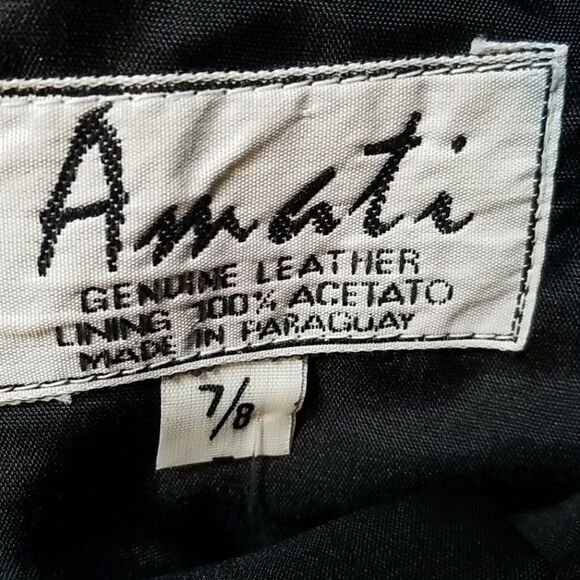 Amati
GENUINE LEATHER
LINING 100% ACETATO
MADE IN PARAGUAY
7/8